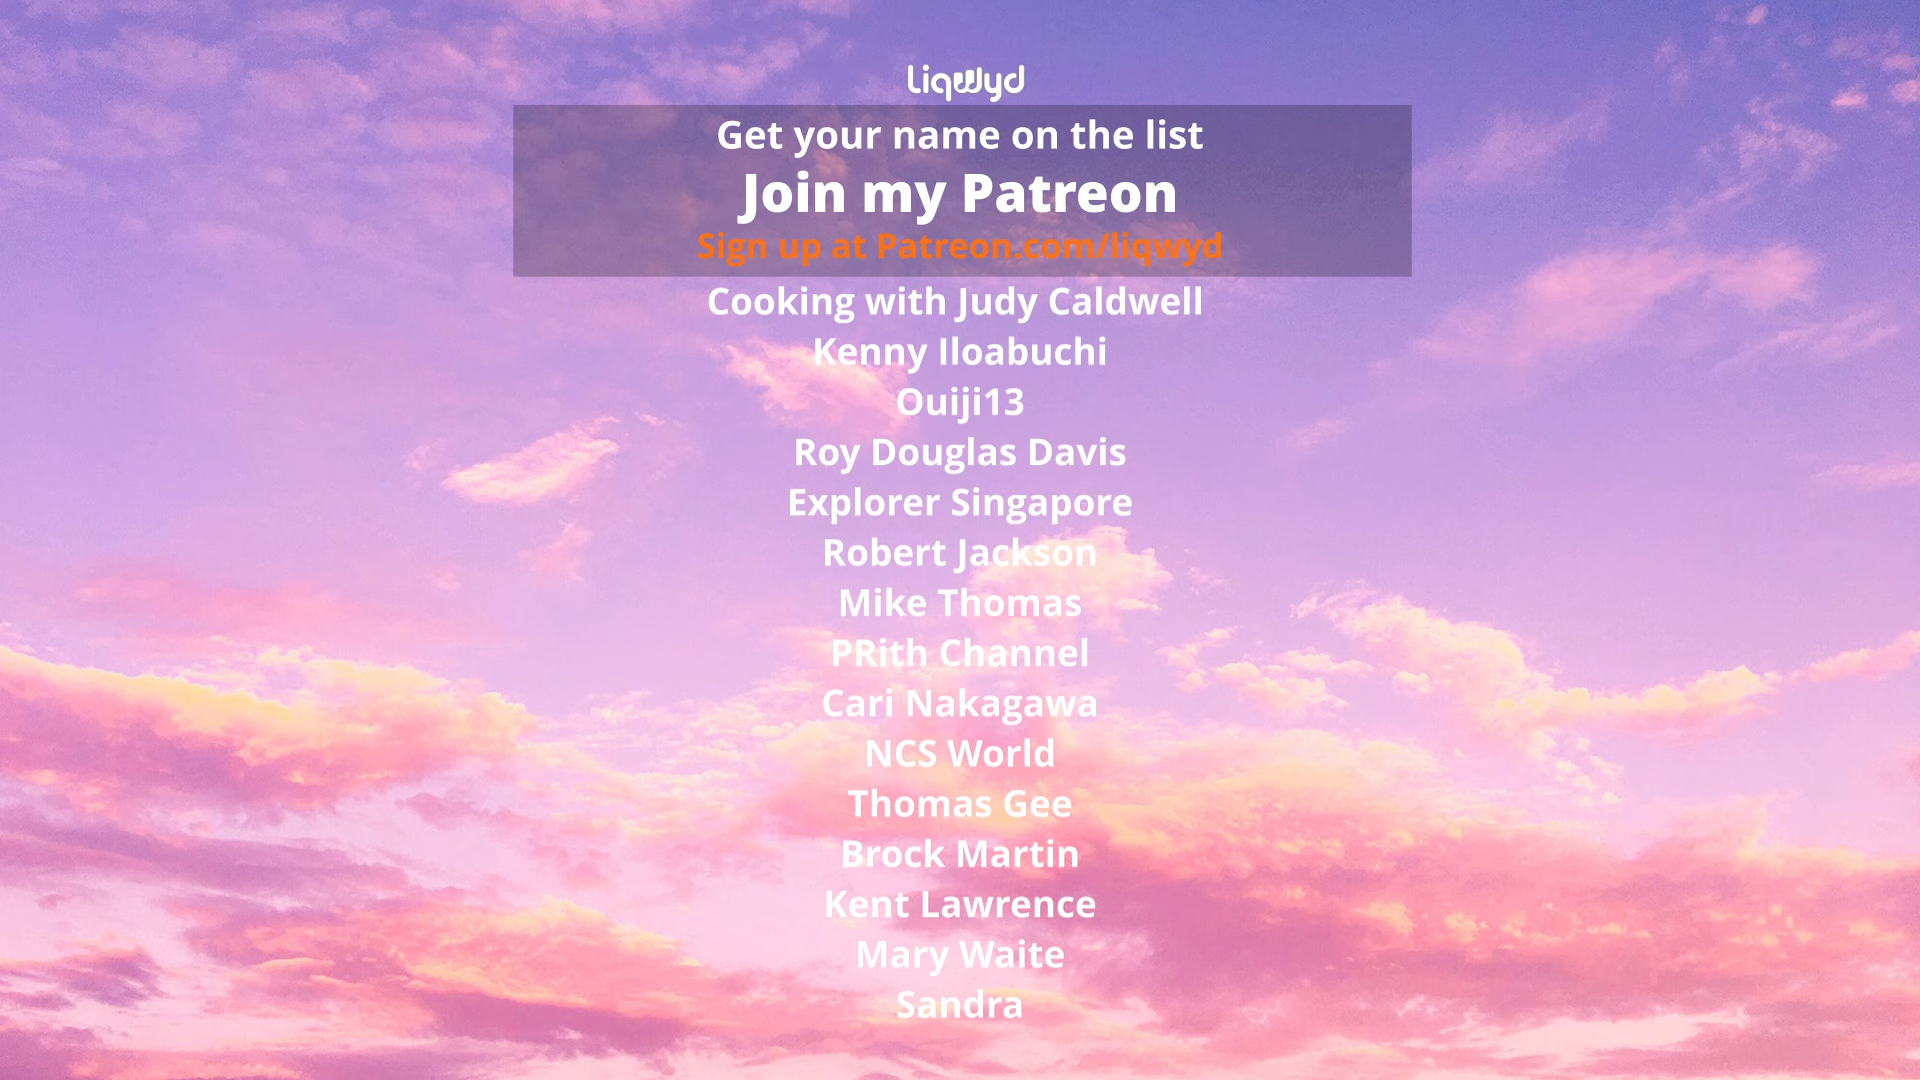 liqwyd
Get your name on the list
Join my Patreon
Sign up at Patreon.com/liqwyd
Cooking with Judy Caldwell
Kenny Iloabuchi
Ouiji13
Roy Douglas Davis
Explorer Singapore
Robert Jackson
Mike Thomas
PRith Channel
Cari Nakagawa
NCS World
Thomas Gee
Brock Martin
Kent Lawrence
Mary Waite
Sandra